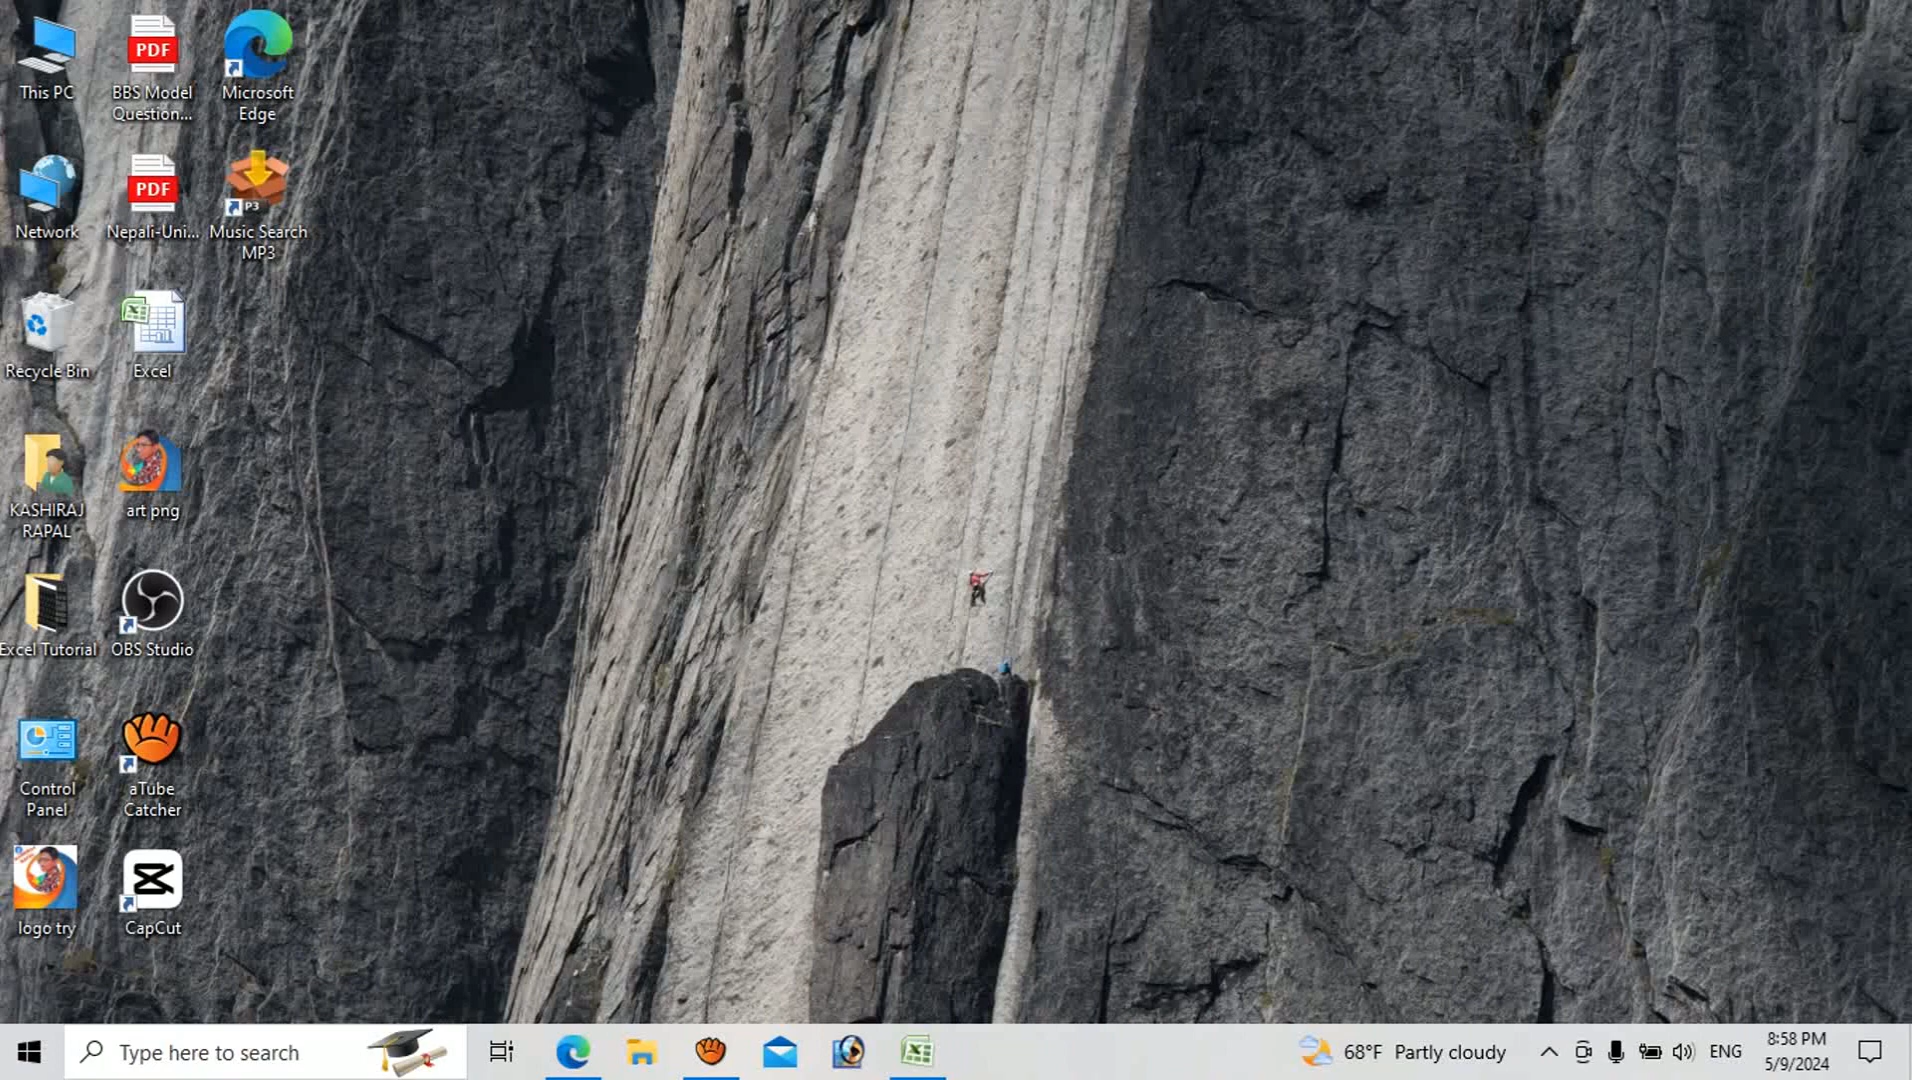 This PC
PDF
BBS Model
Question...
Microsoft
Edge
Network
PDF
Nepali-Uni...
P3
Music Search
MP3
Recycle Bin
Excel
KASHIRAJ
RAPAL
art png
Excel Tutorial
OBS Studio
Control
Panel
aTube
Catcher
logo try
CapCut
Type here to search
68°F Partly cloudy
ENG
8:58 PM
5/9/2024